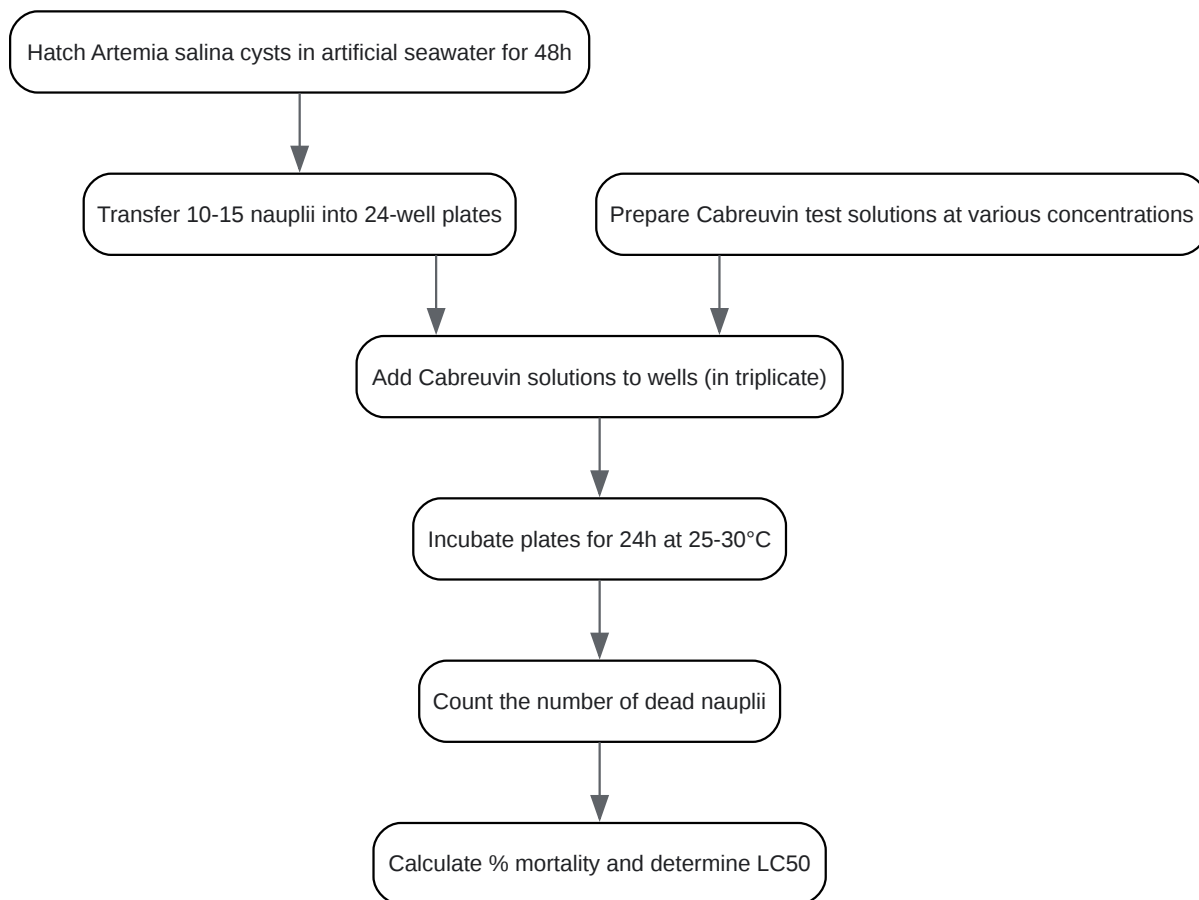 Hatch Artemia salina cysts in artificial seawater for 48h
Transfer 10-15 nauplii into 24-well plates
Prepare Cabreuvin test solutions at various concentrations
Add Cabreuvin solutions to wells (in triplicate)
Incubate plates for 24h at 25-30°C
Count the number of dead nauplii
Calculate % mortality and determine LC50